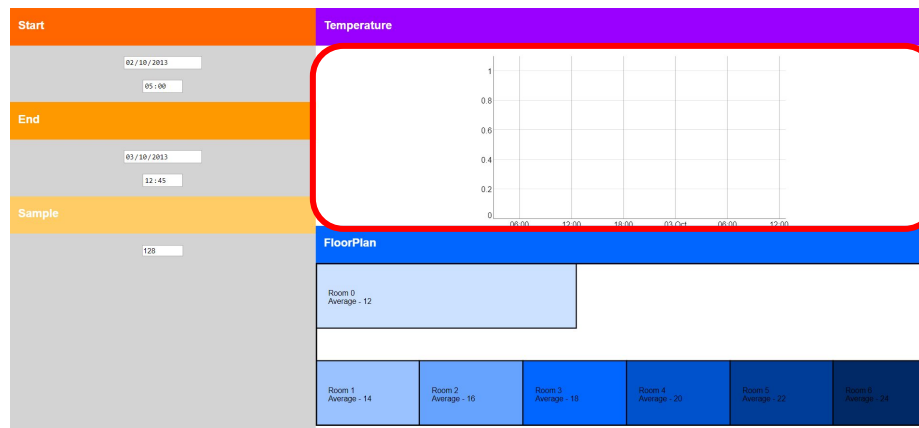 Start
02/10/2013
05:00
End
03/10/2013
12:45
Sample
128
Temperature
1
0.8
0.6
0.4
0.2
0
06:00 12:00 18:00 03 Oct 06:00 12:00
FloorPlan
Room 0
Average - 12
Room 1
Average - 14
Room 2
Average - 16
Room 3
Average - 18
Room 4
Average - 20
Room 5
Average - 22
Room 6
Average - 24